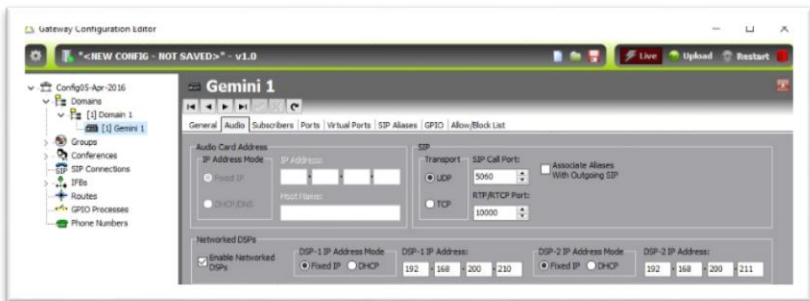 Gateway Configuration Editor
*<NEW CONFIG - NOT SAVED>* - v1.0
Live Upload Restart
Config05-Apr-2016
Domains
[1] Domain 1
[1] Gemini 1
Groups
Conferences
SIP Connections
IFBs
Routes
GPIO Processes
Phone Numbers
Gemini 1
General Audio Subscribers Ports Virtual Ports SIP Aliases GPIO Allow/Block List
Audio Card Address
IP Address Mode IP Address:
Fixed IP
DHCP/DNS
Host Name:
SIP
Transport SIP Call Port:
UDP 5060
Associate Aliases
With Outgoing SIP
TCP
RTP/RTCP Port:
10000
Networked DSPs
Enable Networked
DSPs
DSP-1 IP Address Mode DSP-1 IP Address:
Fixed IP DHCP 192 168 200 210
DSP-2 IP Address Mode DSP-2 IP Address:
Fixed IP DHCP 192 168 200 211